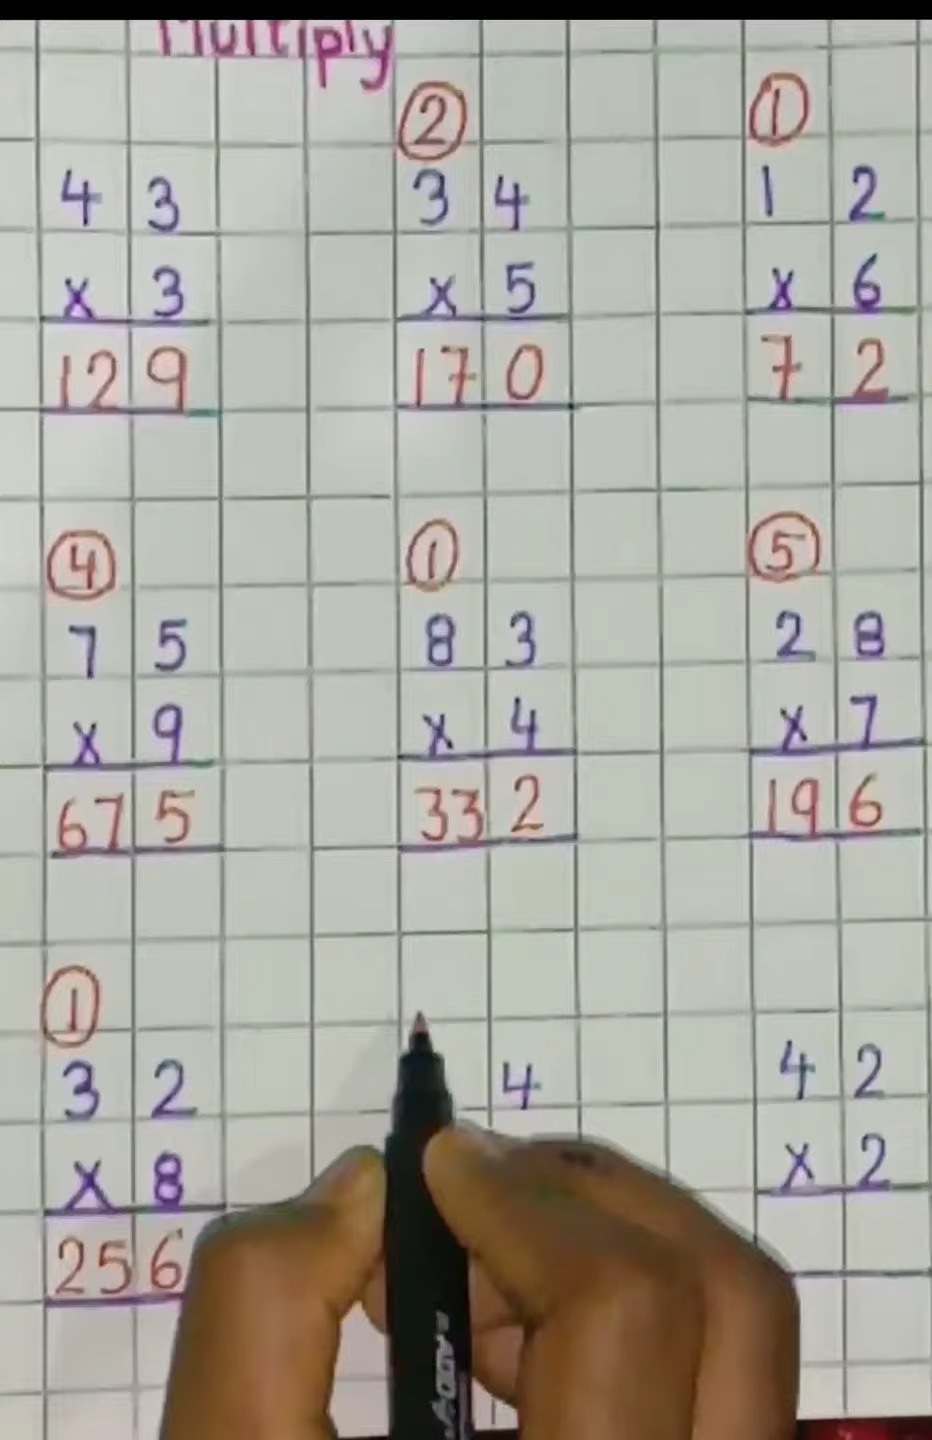 Multiply
② ①
4 3 3 4 1 2
x 3 x 5 x 6
129 170 72
④ ① ⑤
7 5 8 3 2 8
x 9 x 4 x 7
675 332 196
①
3 2 4 4 2
x 8 x 2
256